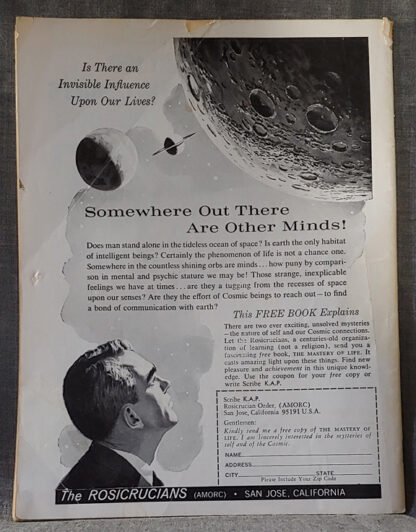 Is There an
Invisible Influence
Upon Our Lives?
Somewhere Out There
Are Other Minds!
Does man stand alone in the tideless ocean of space? Is earth the only habitat
of intelligent beings? Certainly the phenomenon of life is not a chance one.
Somewhere in the countless shining orbs are minds . . . how puny by compari-
son in mental and psychic stature we may be! Those strange, inexplicable
feelings we have at times . . . are they a tugging from the recesses of space
upon our senses? Are they the effort of Cosmic beings to reach out—to find
a bond of communication with earth?
This FREE BOOK Explains
There are two ever exciting, unsolved mysteries
—the nature of self and our Cosmic connections.
Let the Rosicrucians, a centuries-old organiza-
tion of learning (not a religion), send you a
fascinating free book, THE MASTERY OF LIFE. It
casts amazing light upon these things. Find new
pleasure and achievement in this unique knowl-
edge. Use the coupon for your free copy or
write Scribe K.A.P.
Scribe K.A.P.
Rosicrucian Order, (AMORC)
San Jose, California 95191 U.S.A.
Gentlemen:
Kindly send me a free copy of THE MASTERY OF
LIFE. I am sincerely interested in the mysteries of
self and of the Cosmic.
NAME
ADDRESS
CITY STATE
Please Include Your Zip Code
The ROSICRUCIANS (AMORC) • SAN JOSE, CALIFORNIA